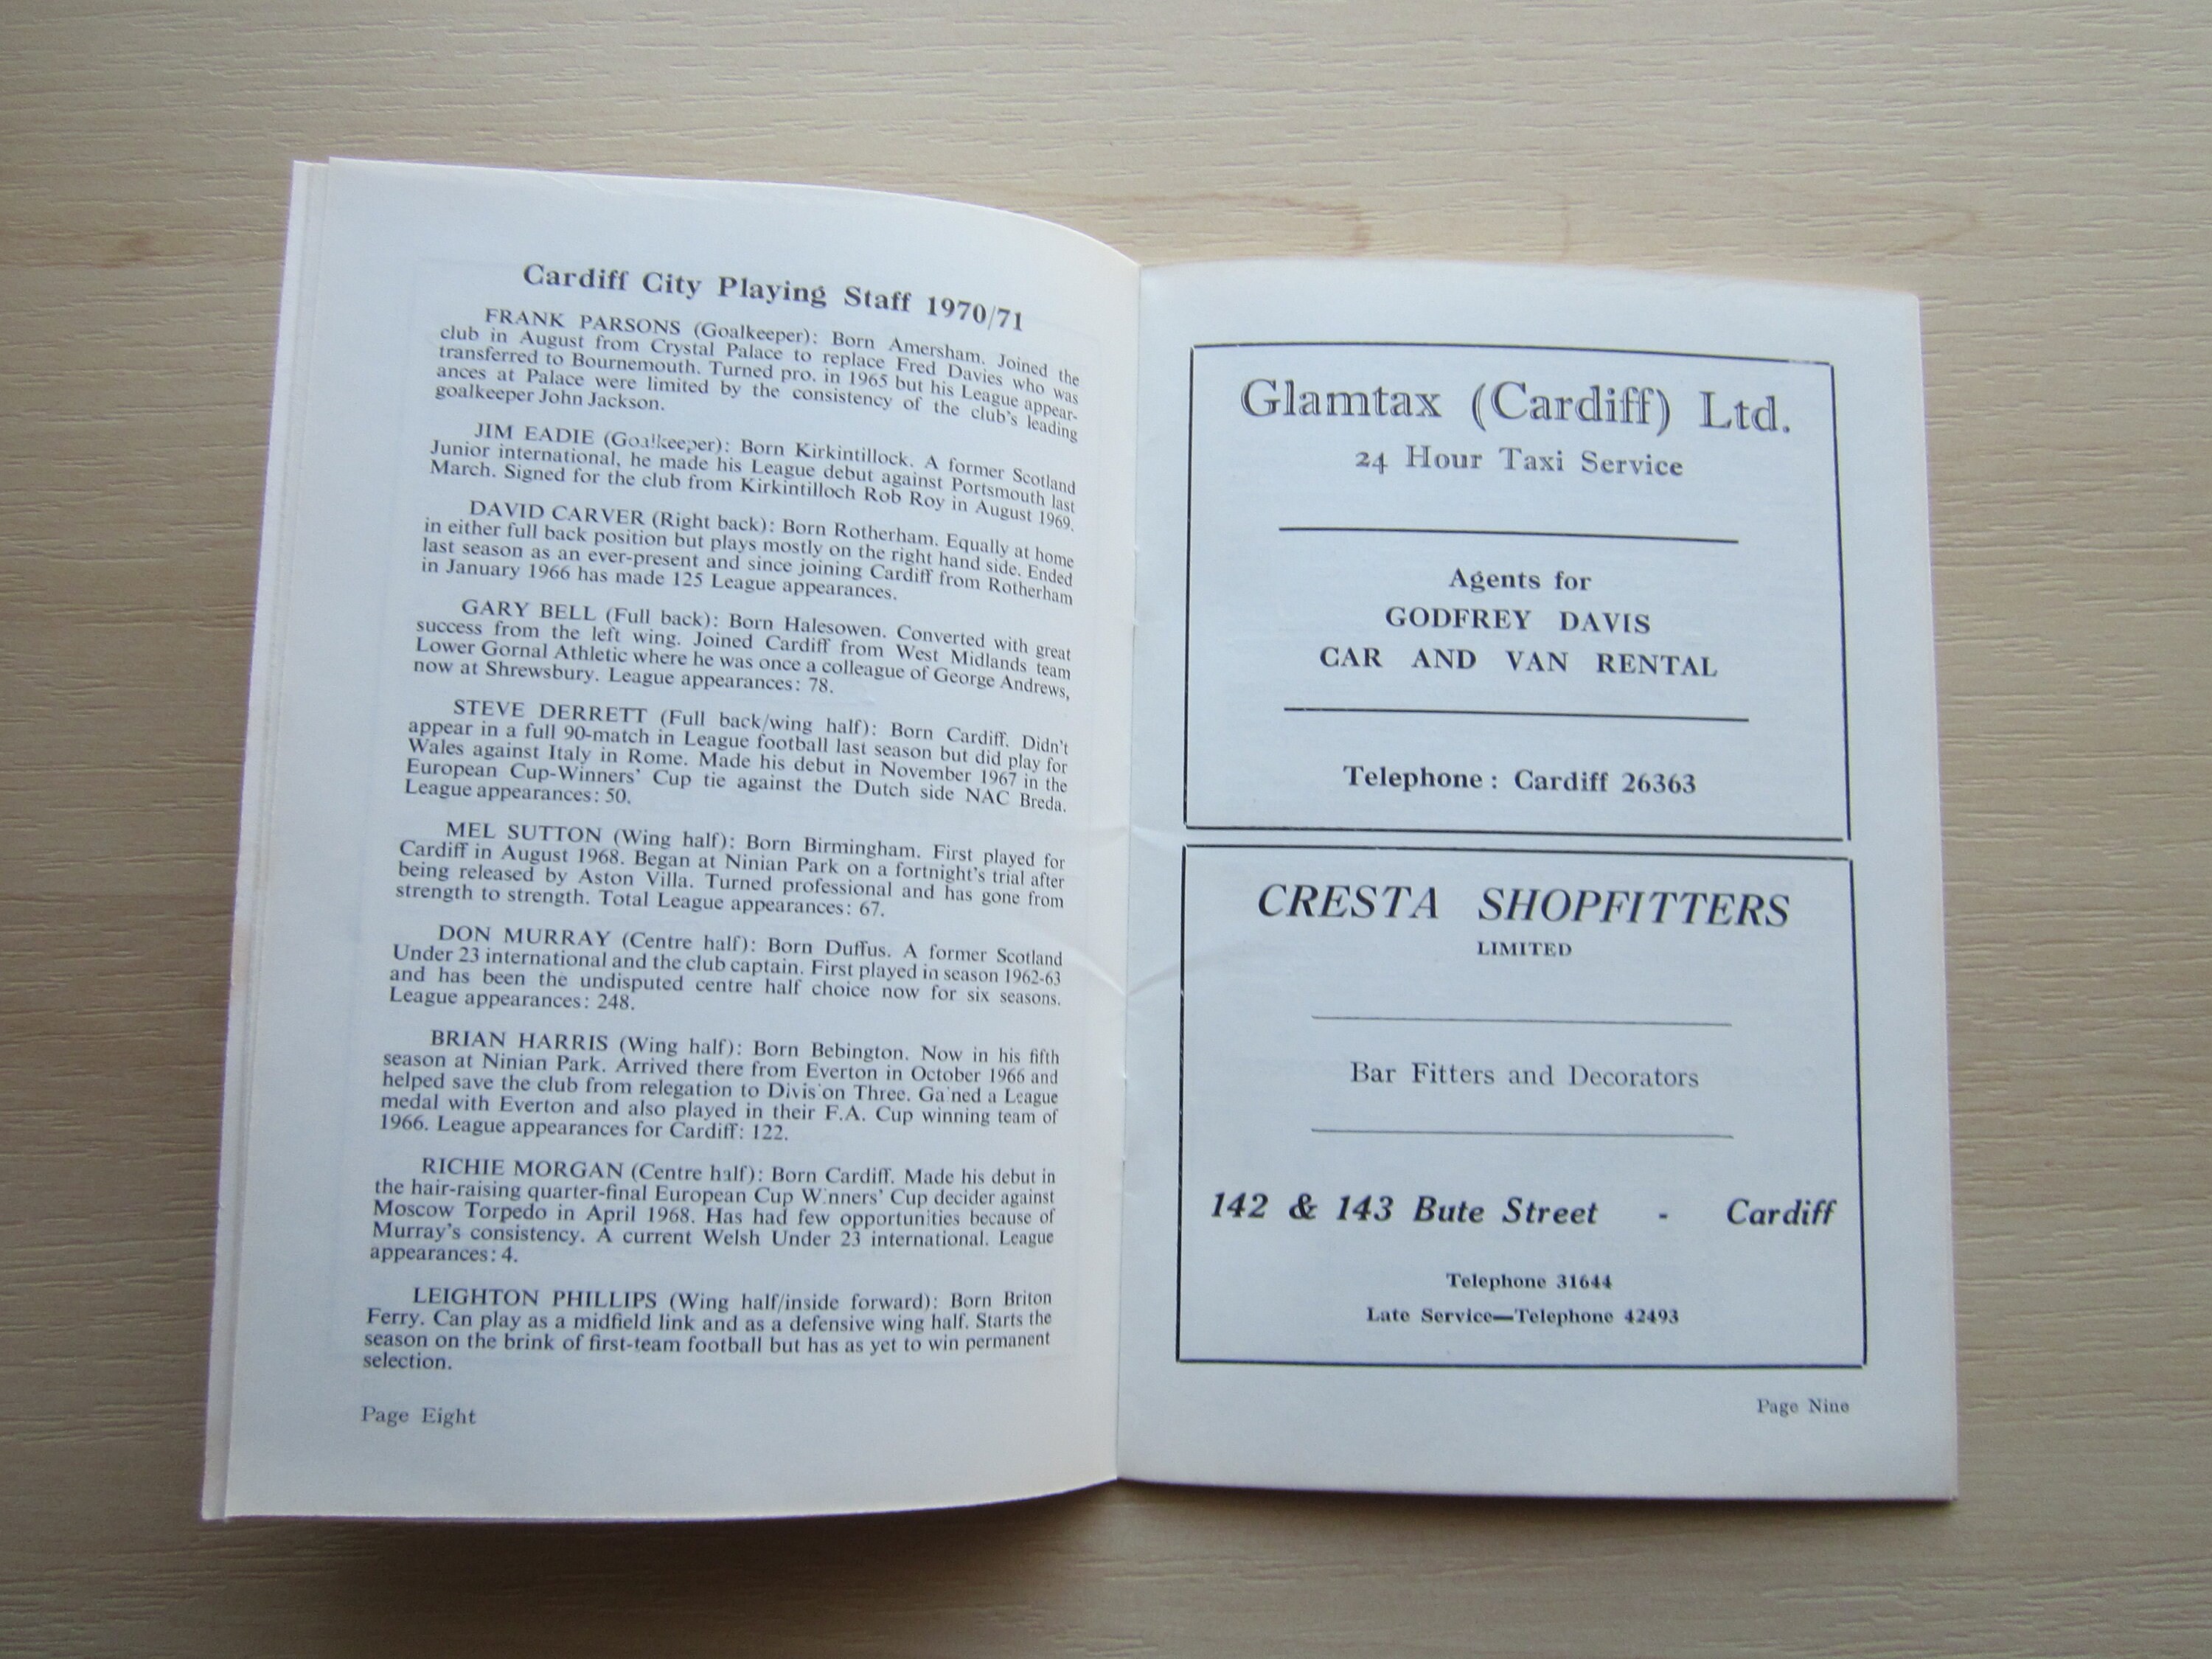 Cardiff City Playing Staff 1970/71
FRANK PARSONS (Goalkeeper): Born Amersham. Joined the
club in August from Crystal Palace to replace Fred Davies who was
transferred to Bournemouth. Turned pro. in 1965 but his League appear-
ances at Palace were limited by the consistency of the club's leading
goalkeeper John Jackson.
JIM EADIE (Goalkeeper): Born Kirkintillock. A former Scotland
Junior international, he made his League debut against Portsmouth last
March. Signed for the club from Kirkintilloch Rob Roy in August 1969.
DAVID CARVER (Right back): Born Rotherham. Equally at home
in either full back position but plays mostly on the right hand side. Ended
last season as an ever-present and since joining Cardiff from Rotherham
in January 1966 has made 125 League appearances.
GARY BELL (Full back): Born Halesowen. Converted with great
success from the left wing. Joined Cardiff from West Midlands team
Lower Gornal Athletic where he was once a colleague of George Andrews,
now at Shrewsbury. League appearances: 78.
STEVE DERRETT (Full back/wing half): Born Cardiff. Didn't
appear in a full 90-match in League football last season but did play for
Wales against Italy in Rome. Made his debut in November 1967 in the
European Cup-Winners' Cup tie against the Dutch side NAC Breda.
League appearances: 50.
MEL SUTTON (Wing half): Born Birmingham. First played for
Cardiff in August 1968. Began at Ninian Park on a fortnight's trial after
being released by Aston Villa. Turned professional and has gone from
strength to strength. Total League appearances: 67.
DON MURRAY (Centre half): Born Duffus. A former Scotland
Under 23 international and the club captain. First played in season 1962-63
and has been the undisputed centre half choice now for six seasons.
League appearances: 248.
BRIAN HARRIS (Wing half): Born Bebington. Now in his fifth
season at Ninian Park. Arrived there from Everton in October 1966 and
helped save the club from relegation to Divis on Three. Ga ned a League
medal with Everton and also played in their F.A. Cup winning team of
1966. League appearances for Cardiff: 122.
RICHIE MORGAN (Centre half): Born Cardiff. Made his debut in
the hair-raising quarter-final European Cup W nners' Cup decider against
Moscow Torpedo in April 1968. Has had few opportunities because of
Murray's consistency. A current Welsh Under 23 international. League
appearances: 4.
LEIGHTON PHILLIPS (Wing half/inside forward): Born Briton
Ferry. Can play as a midfield link and as a defensive wing half. Starts the
season on the brink of first-team football but has as yet to win permanent
selection.
Page Eight
Glamtax (Cardiff) Ltd.
24 Hour Taxi Service
Agents for
GODFREY DAVIS
CAR AND VAN RENTAL
Telephone: Cardiff 26363
CRESTA SHOPFITTERS
LIMITED
Bar Fitters and Decorators
142 & 143 Bute Street - Cardiff
Telephone 31644
Late Service—Telephone 42493
Page Nine